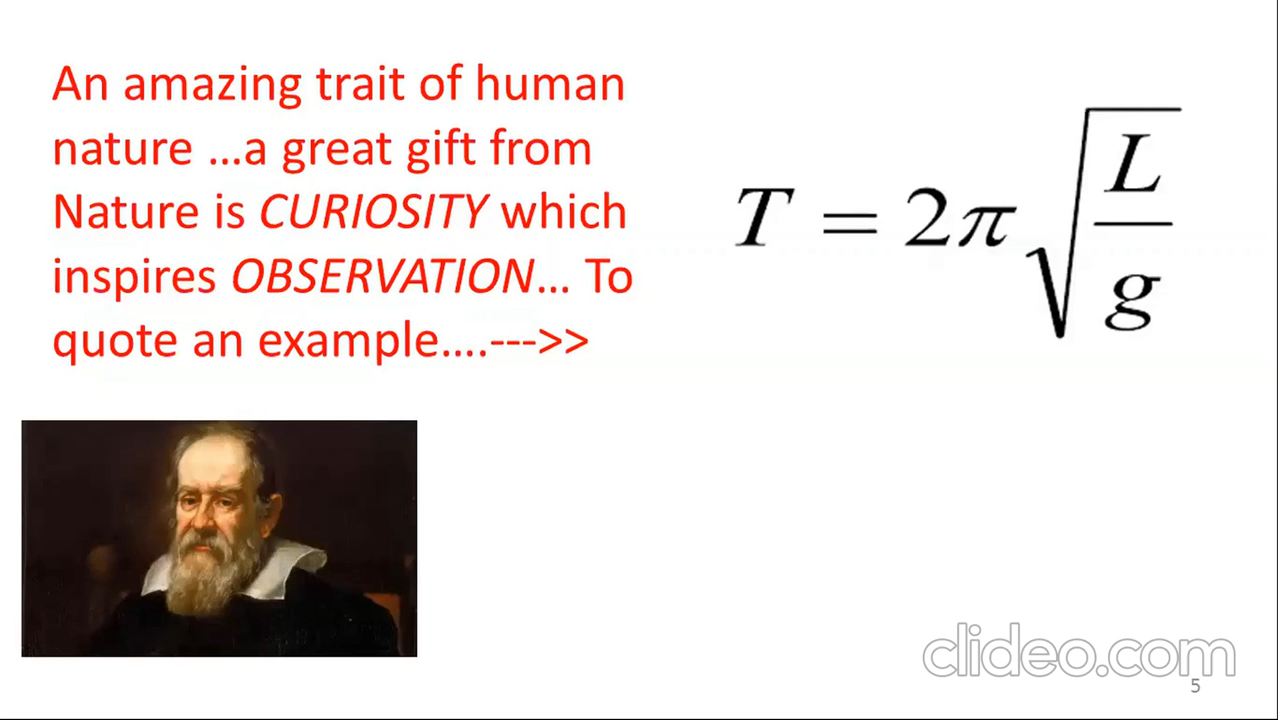 An amazing trait of human
nature …a great gift from
Nature is CURIOSITY which
inspires OBSERVATION… To
quote an example….--->>
T = 2π√(L/g)
clideo.com
5